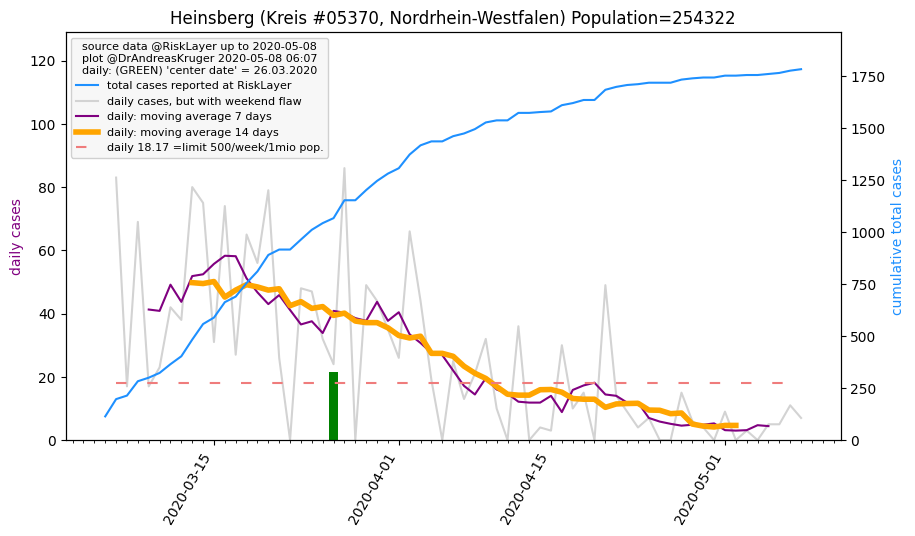 Heinsberg (Kreis #05370, Nordrhein-Westfalen) Population=254322
source data @RiskLayer up to 2020-05-08
plot @DrAndreasKruger 2020-05-08 06:07
daily: (GREEN) 'center date' = 26.03.2020
total cases reported at RiskLayer
daily cases, but with weekend flaw
daily: moving average 7 days
daily: moving average 14 days
daily 18.17 =limit 500/week/1mio pop.
daily cases
120
100
80
60
40
20
0
cumulative total cases
1750
1500
1250
1000
750
500
250
0
2020-03-15
2020-04-01
2020-04-15
2020-05-01